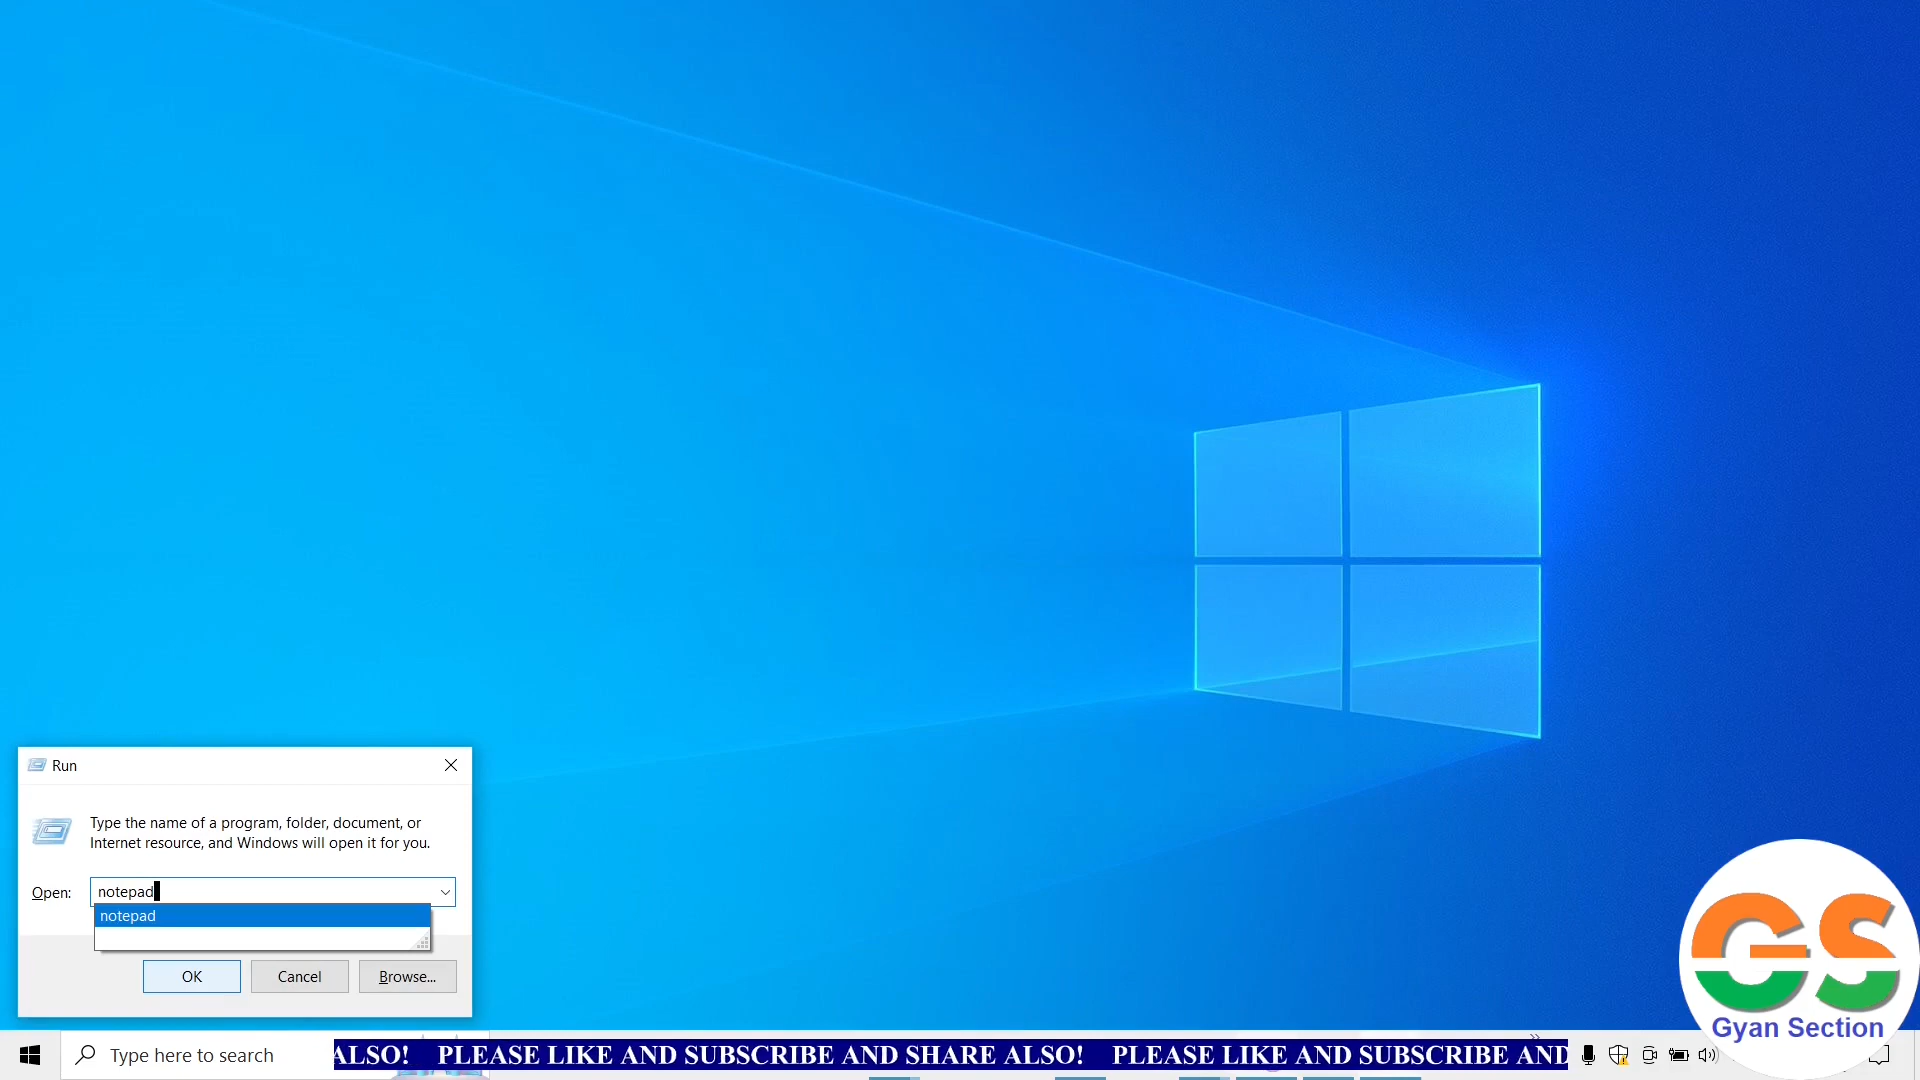 Run
Type the name of a program, folder, document, or
Internet resource, and Windows will open it for you.
Open:
notepad
notepad
OK
Cancel
Browse...
GS
Gyan Section
Type here to search
ALSO! PLEASE LIKE AND SUBSCRIBE AND SHARE ALSO! PLEASE LIKE AND SUBSCRIBE AND